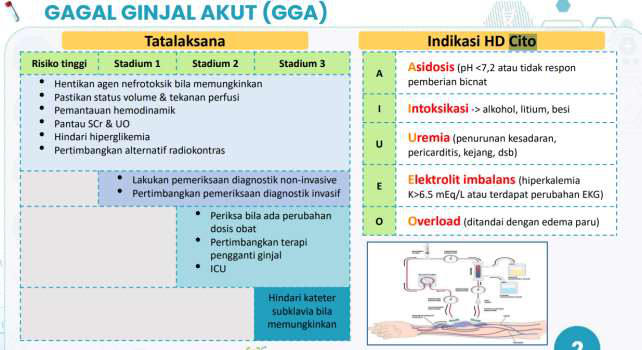 GAGAL GINJAL AKUT (GGA)
Tatalaksana
Risiko tinggi Stadium 1 Stadium 2 Stadium 3
• Hentikan agen nefrotoksik bila memungkinkan
• Pastikan status volume & tekanan perfusi
• Pemantauan hemodinamik
• Pantau SCr & UO
• Hindari hiperglikemia
• Pertimbangkan alternatif radiokontras
• Lakukan pemeriksaan diagnostik non-invasive
• Pertimbangkan pemeriksaan diagnostik invasif
• Periksa bila ada perubahan
dosis obat
• Pertimbangkan terapi
pengganti ginjal
• ICU
Hindari kateter
subklavia bila
memungkinkan
Indikasi HD Cito
A Asidosis (pH <7,2 atau tidak respon
pemberian bicnat
I Intoksikasi -> alkohol, litium, besi
U Uremia (penurunan kesadaran,
pericarditis, kejang, dsb)
E Elektrolit imbalans (hiperkalemia
K>6.5 mEq/L atau terdapat perubahan EKG)
O Overload (ditandai dengan edema paru)